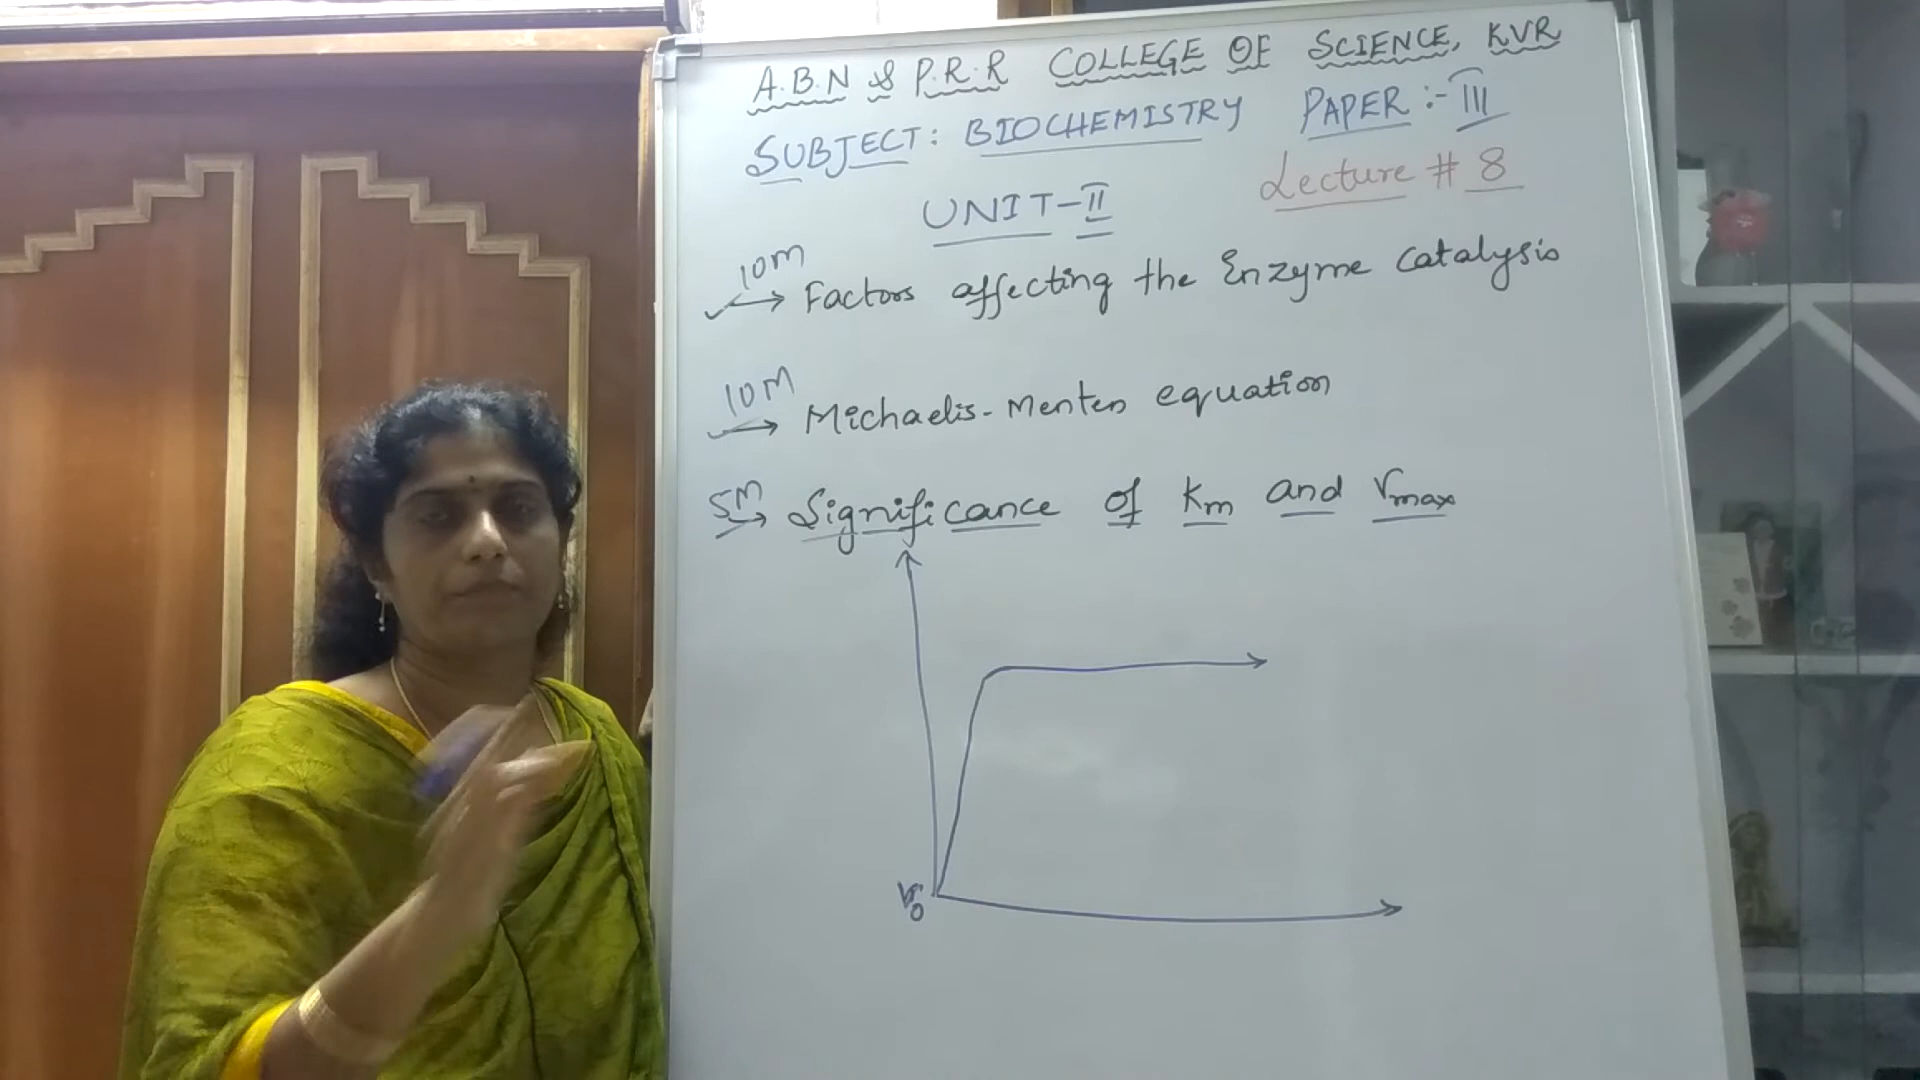 A.B.N & P.R.R COLLEGE OF SCIENCE, KVR
SUBJECT: BIOCHEMISTRY PAPER:- III
UNIT-II Lecture # 8
10M → Factors affecting the Enzyme catalysis
10M → Michaelis-Menten equation
5M → Significance of Km and Vmax
V0